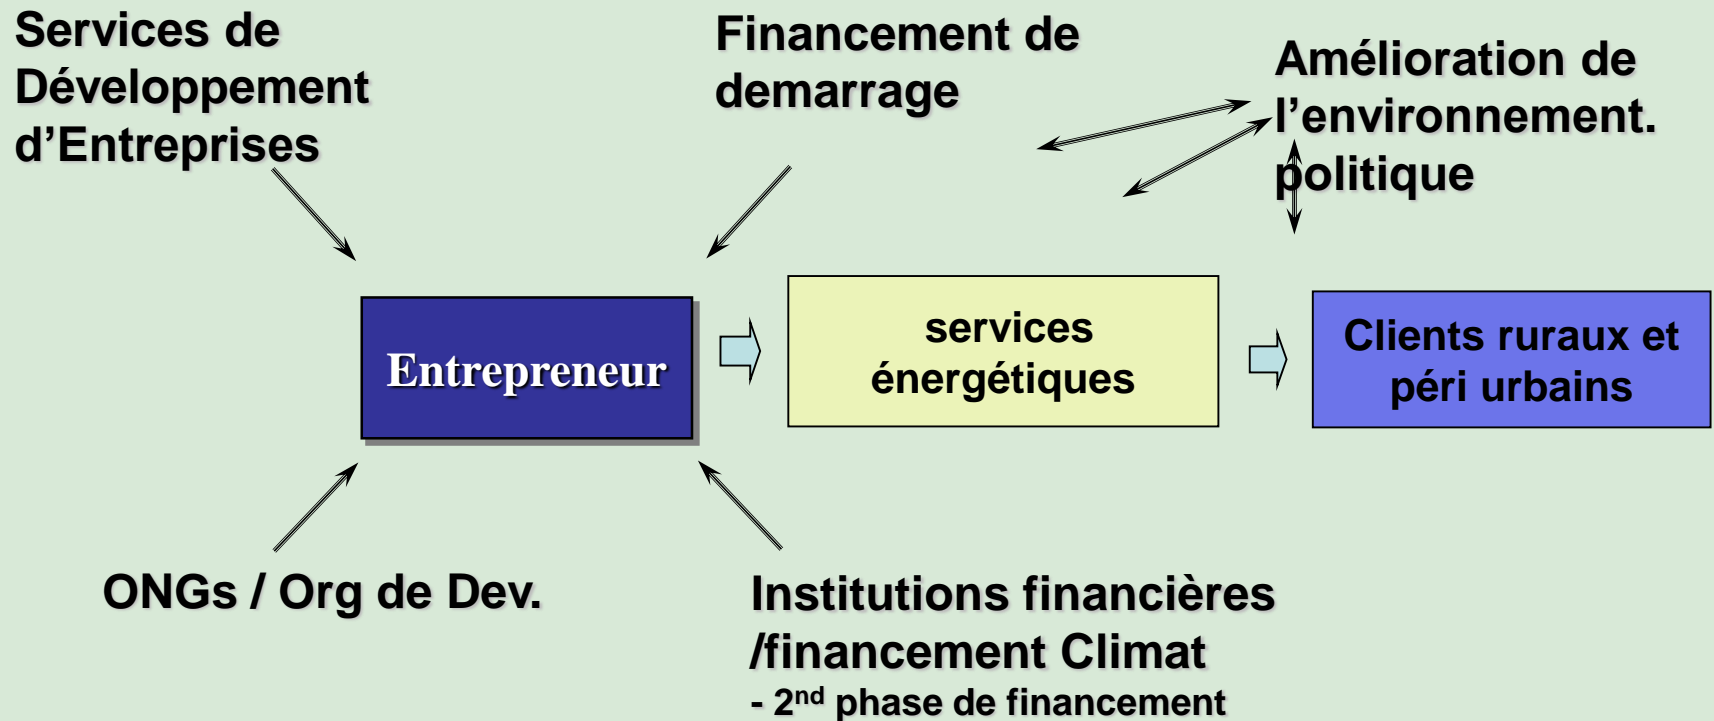 Services de
Développement
d’Entreprises
Financement de
demarrage
Amélioration de
l’environnement.
politique
Entrepreneur
services
énergétiques
Clients ruraux et
péri urbains
ONGs / Org de Dev.
Institutions financières
/financement Climat
- 2nd phase de financement